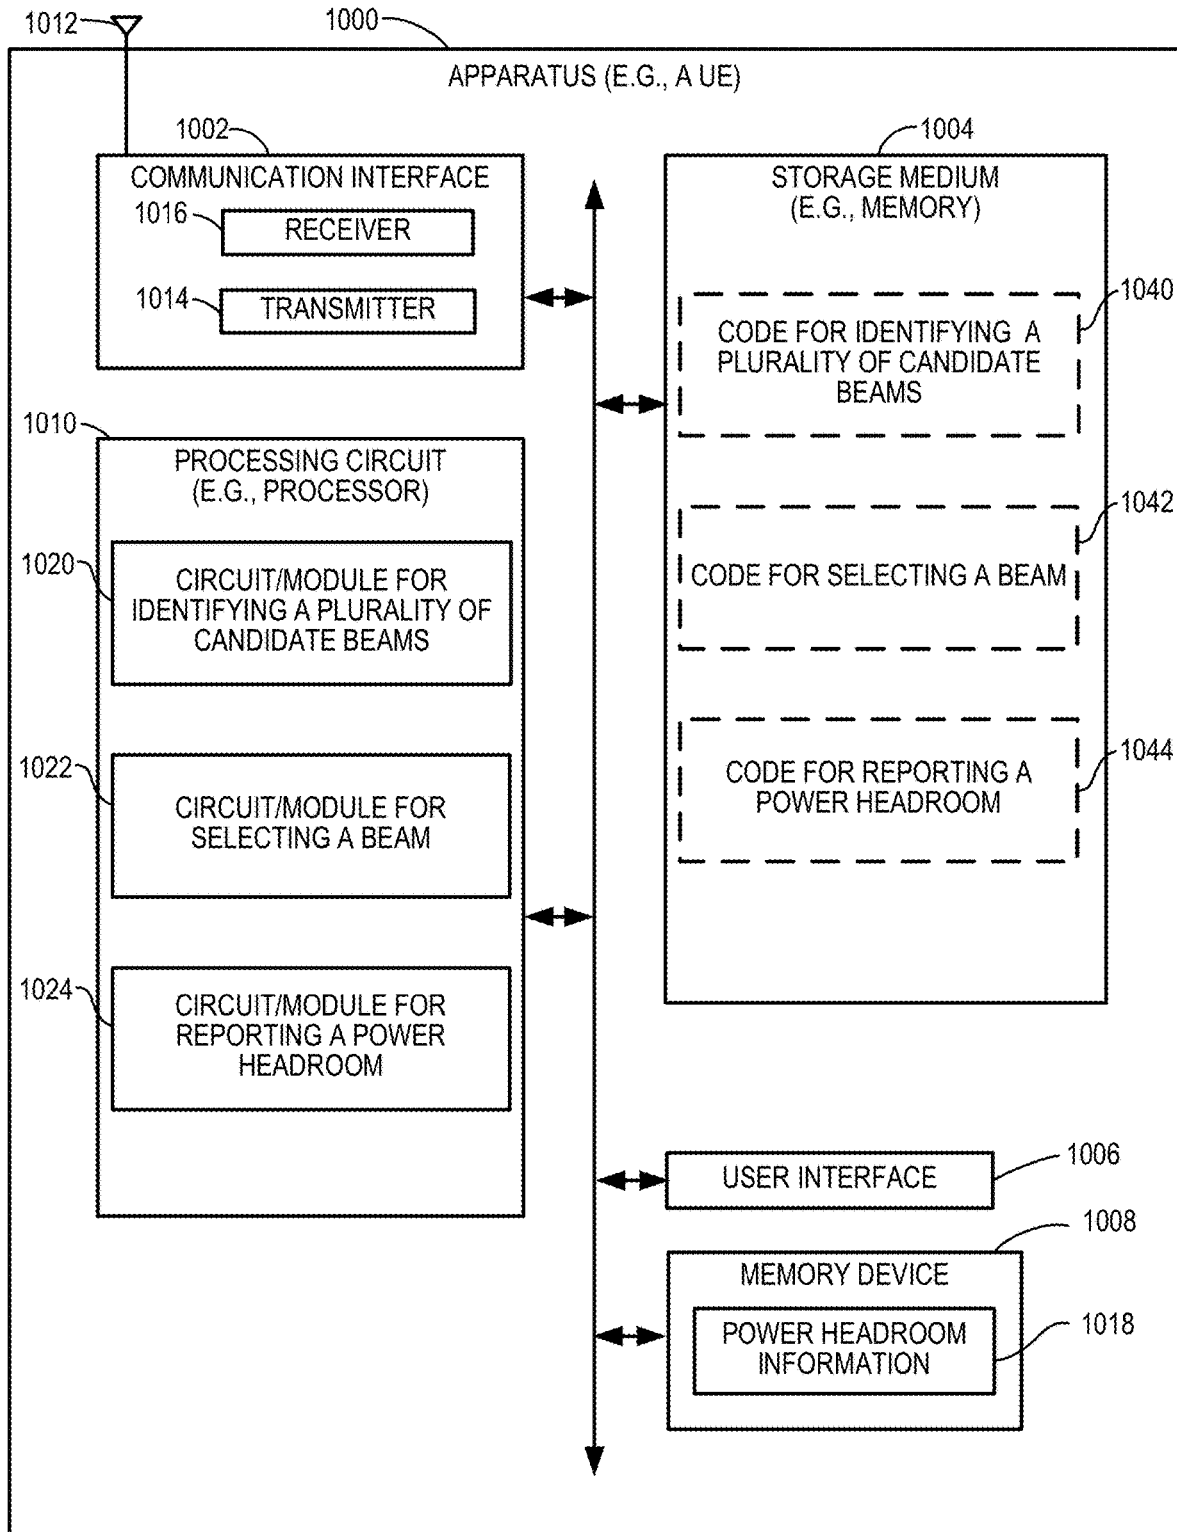 1012
1000
APPARATUS (E.G., A UE)
1002
COMMUNICATION INTERFACE
1016
RECEIVER
1014
TRANSMITTER
1004
STORAGE MEDIUM
(E.G., MEMORY)
1040
CODE FOR IDENTIFYING A
PLURALITY OF CANDIDATE
BEAMS
1042
CODE FOR SELECTING A BEAM
1044
CODE FOR REPORTING A
POWER HEADROOM
1010
PROCESSING CIRCUIT
(E.G., PROCESSOR)
1020
CIRCUIT/MODULE FOR
IDENTIFYING A PLURALITY OF
CANDIDATE BEAMS
1022
CIRCUIT/MODULE FOR
SELECTING A BEAM
1024
CIRCUIT/MODULE FOR
REPORTING A POWER
HEADROOM
1006
USER INTERFACE
1008
MEMORY DEVICE
POWER HEADROOM
INFORMATION
1018